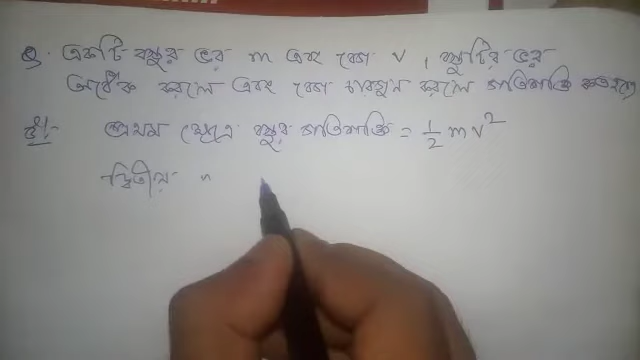 Q. একটি বস্তুর ভর m এবং বেগ v, বস্তুটির ভর
অর্ধেক করলে এবং বেগ চারগুন করলে গতিশক্তি কত হবে
উঃ- প্রথম ক্ষেত্রে বস্তুর গতিশক্তি = 1/2 mv²
দ্বিতীয় "